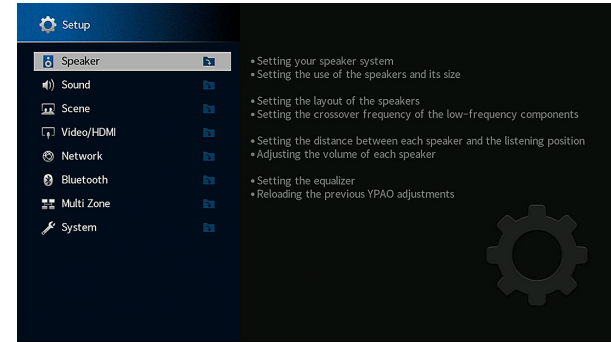 Setup
Speaker
Sound
Scene
Video/HDMI
Network
Bluetooth
Multi Zone
System
•Setting your speaker system
•Setting the use of the speakers and its size
•Setting the layout of the speakers
•Setting the crossover frequency of the low-frequency components
•Setting the distance between each speaker and the listening position
•Adjusting the volume of each speaker
•Setting the equalizer
•Reloading the previous YPAO adjustments